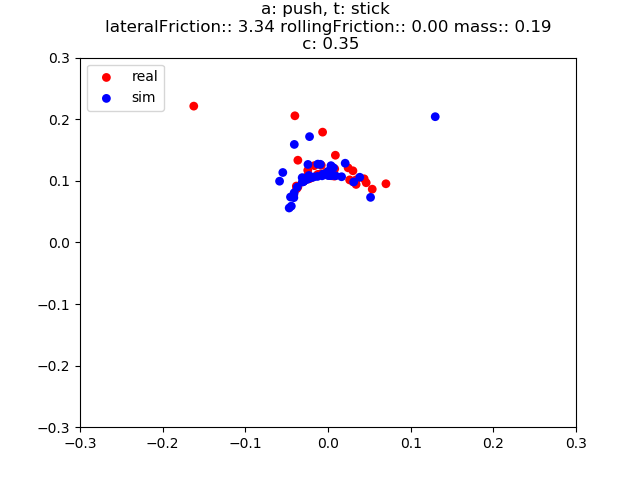 a: push, t: stick
lateralFriction:: 3.34 rollingFriction:: 0.00 mass:: 0.19
c: 0.35
real
sim
0.3
0.2
0.1
0.0
−0.1
−0.2
−0.3
−0.3 −0.2 −0.1 0.0 0.1 0.2 0.3